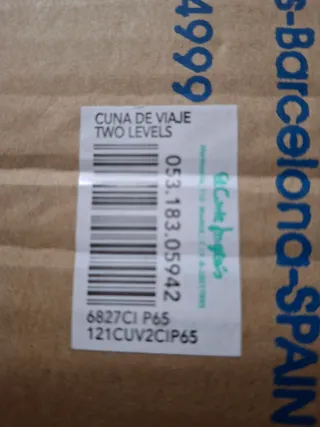 CUNA DE VIAJE
TWO LEVELS
053.183.05942
El Corte Inglés
6827CI P65
121CUV2CIP65
4999
s-Barcelona-SPAIN